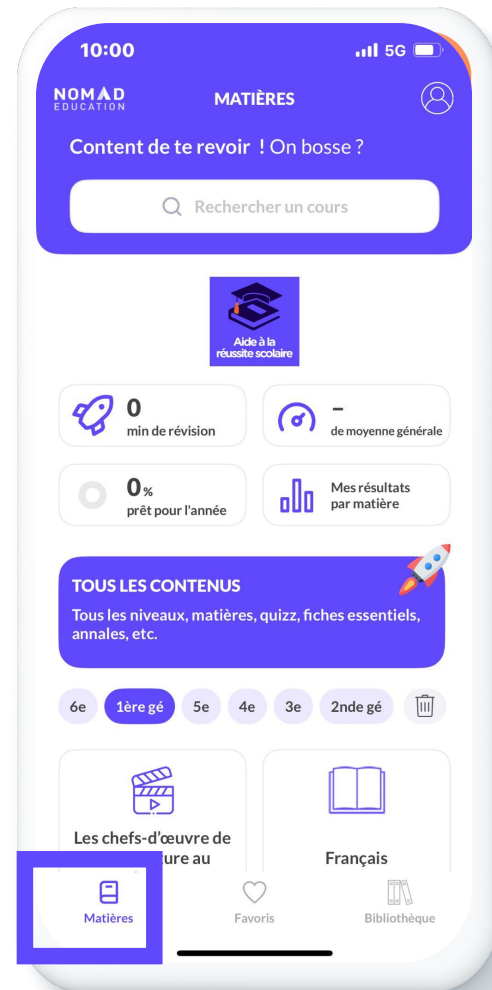 10:00
5G
NOMAD
EDUCATION
MATIÈRES
Content de te revoir ! On bosse ?
Rechercher un cours
Aide à la
réussite scolaire
0
min de révision
–
de moyenne générale
0%
prêt pour l'année
Mes résultats
par matière
TOUS LES CONTENUS
Tous les niveaux, matières, quizz, fiches essentiels,
annales, etc.
6e 1ère gé 5e 4e 3e 2nde gé
Les chefs-d’œuvre de
ure au
Français
Matières
Favoris
Bibliothèque